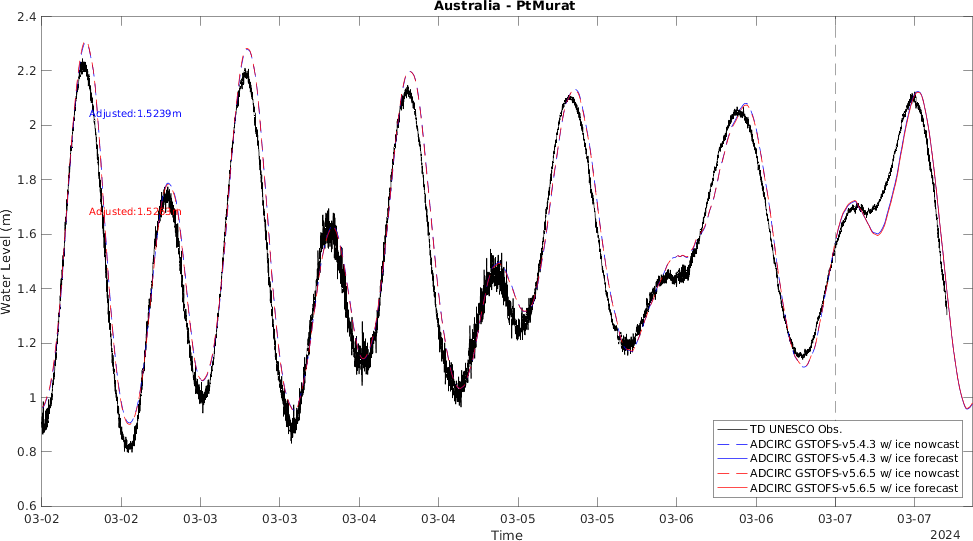 Australia - PtMurat
2.4
2.2
2
1.8
1.6
1.4
1.2
1
0.8
0.6
Water Level (m)
Adjusted:1.5239m
03-02
03-02
03-03
03-03
03-04
03-04
03-05
03-05
03-06
03-06
03-07
03-07
Time
2024
TD UNESCO Obs.
ADCIRC GSTOFS-v5.4.3 w/ ice nowcast
ADCIRC GSTOFS-v5.4.3 w/ ice forecast
ADCIRC GSTOFS-v5.6.5 w/ ice nowcast
ADCIRC GSTOFS-v5.6.5 w/ ice forecast